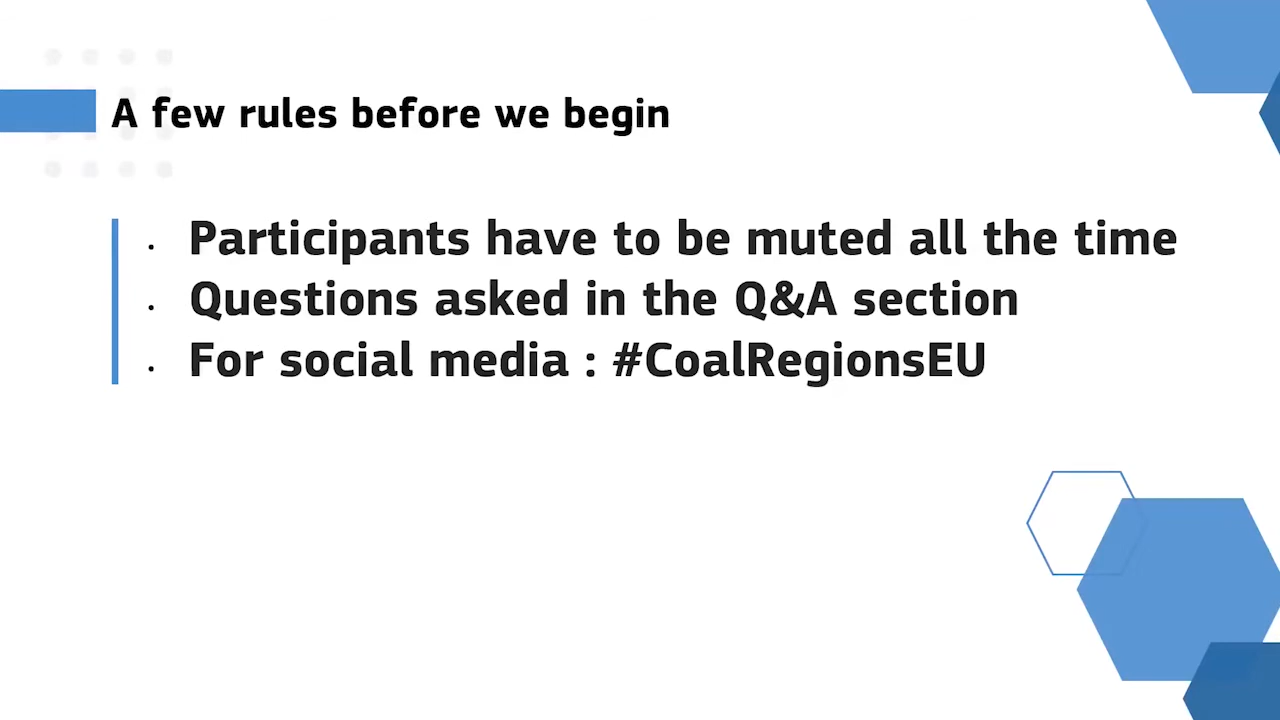 A few rules before we begin
• Participants have to be muted all the time
• Questions asked in the Q&A section
• For social media : #CoalRegionsEU